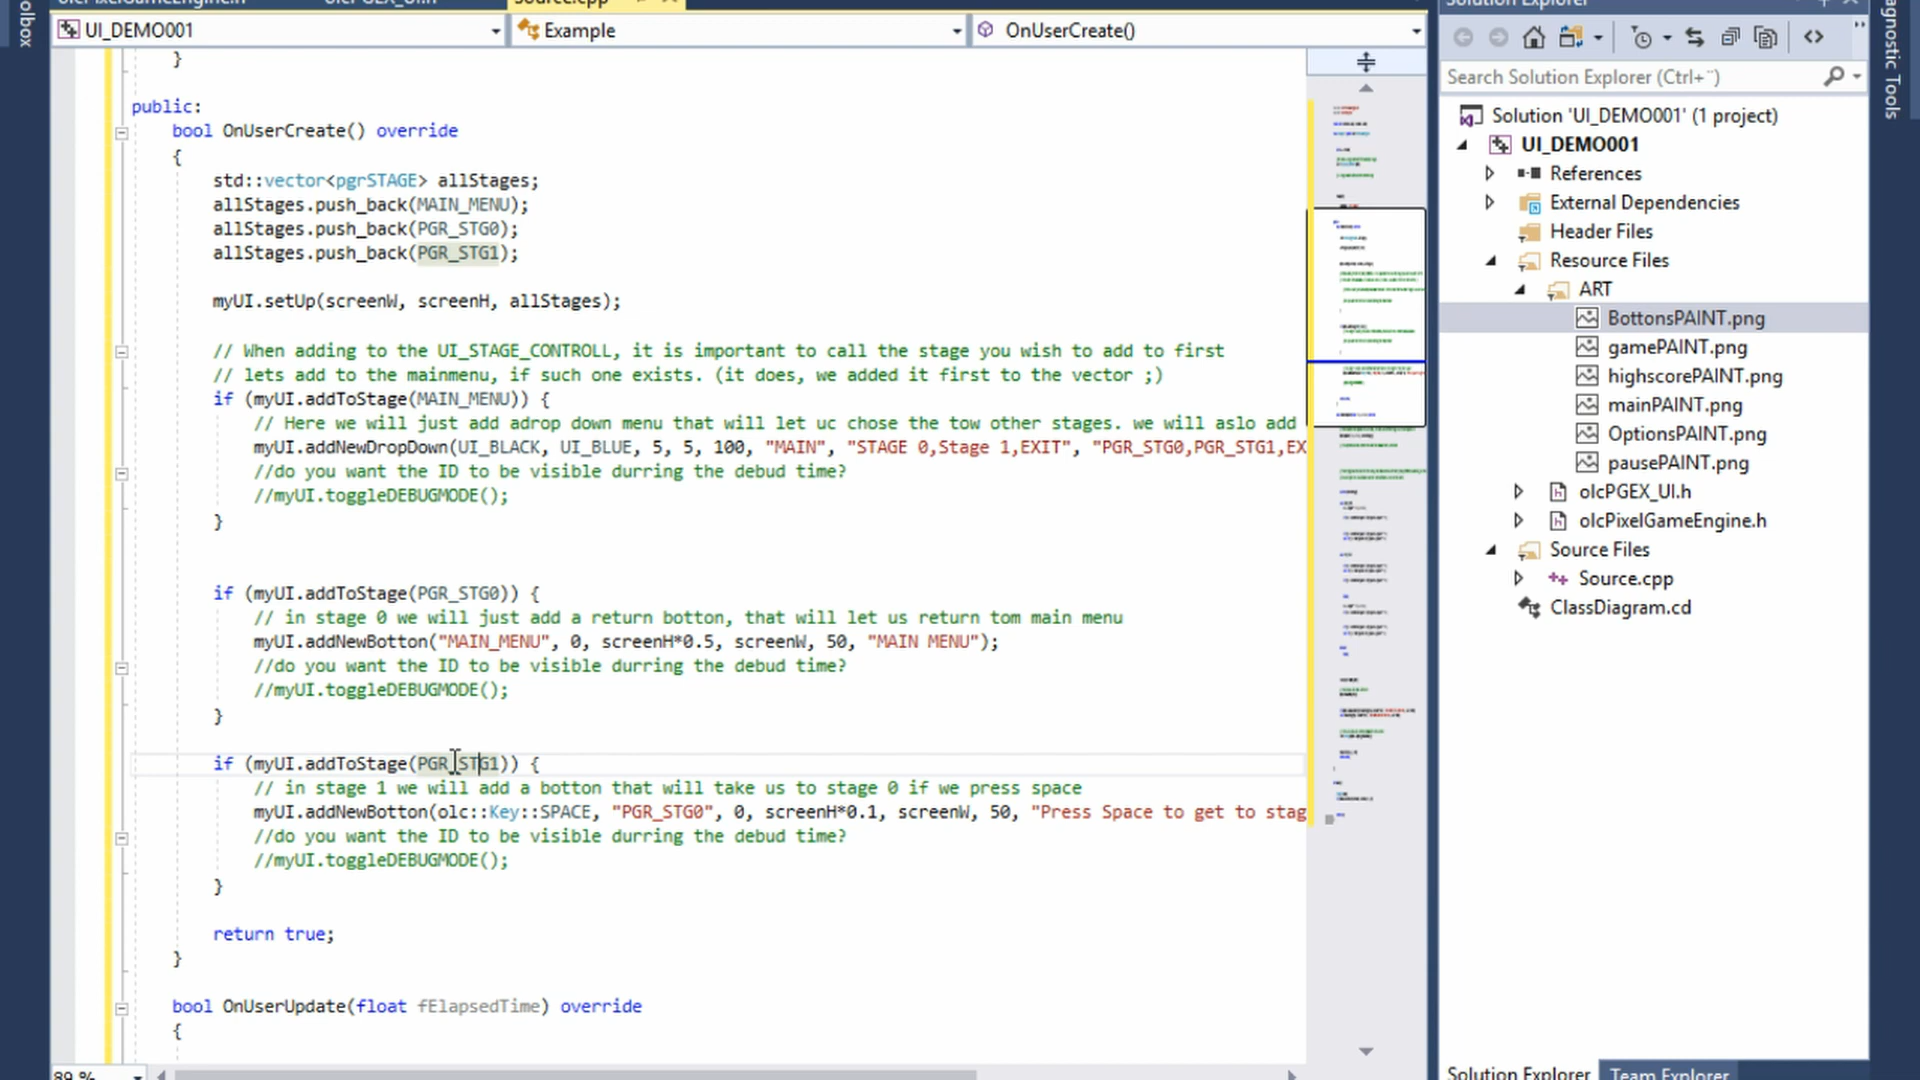 olbox
olcPixelGameEngine.h olcPGEX_UI.h Source.cpp
UI_DEMO001 Example OnUserCreate()
}
public:
bool OnUserCreate() override
{
std::vector<pgrSTAGE> allStages;
allStages.push_back(MAIN_MENU);
allStages.push_back(PGR_STG0);
allStages.push_back(PGR_STG1);
myUI.setUp(screenW, screenH, allStages);
// When adding to the UI_STAGE_CONTROLL, it is important to call the stage you wish to add to first
// lets add to the mainmenu, if such one exists. (it does, we added it first to the vector ;)
if (myUI.addToStage(MAIN_MENU)) {
// Here we will just add adrop down menu that will let uc chose the tow other stages. we will aslo add
myUI.addNewDropDown(UI_BLACK, UI_BLUE, 5, 5, 100, "MAIN", "STAGE 0,Stage 1,EXIT", "PGR_STG0,PGR_STG1,EX
//do you want the ID to be visible durring the debud time?
//myUI.toggleDEBUGMODE();
}
if (myUI.addToStage(PGR_STG0)) {
// in stage 0 we will just add a return botton, that will let us return tom main menu
myUI.addNewBotton("MAIN_MENU", 0, screenH*0.5, screenW, 50, "MAIN MENU");
//do you want the ID to be visible durring the debud time?
//myUI.toggleDEBUGMODE();
}
if (myUI.addToStage(PGR_STG1)) {
// in stage 1 we will add a botton that will take us to stage 0 if we press space
myUI.addNewBotton(olc::Key::SPACE, "PGR_STG0", 0, screenH*0.1, screenW, 50, "Press Space to get to stag
//do you want the ID to be visible durring the debud time?
//myUI.toggleDEBUGMODE();
}
return true;
}
bool OnUserUpdate(float fElapsedTime) override
{
89 %
Solution Explorer
Search Solution Explorer (Ctrl+¨)
Solution 'UI_DEMO001' (1 project)
UI_DEMO001
References
External Dependencies
Header Files
Resource Files
ART
BottonsPAINT.png
gamePAINT.png
highscorePAINT.png
mainPAINT.png
OptionsPAINT.png
pausePAINT.png
olcPGEX_UI.h
olcPixelGameEngine.h
Source Files
Source.cpp
ClassDiagram.cd
Solution Explorer Team Explorer
agnostic Tools